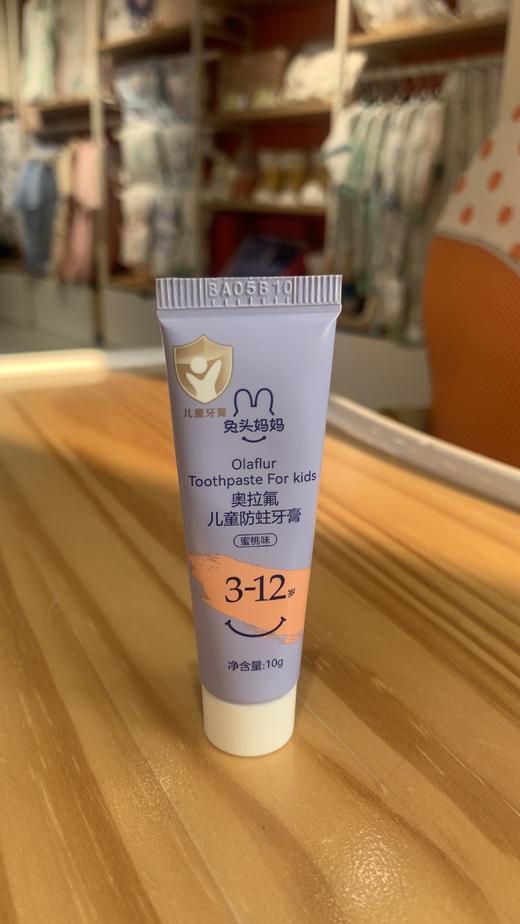 BA05B10
儿童牙膏
兔头妈妈
Olaflur
Toothpaste For kids
奥拉氟
儿童防蛀牙膏
蜜桃味
3-12岁
净含量:10g